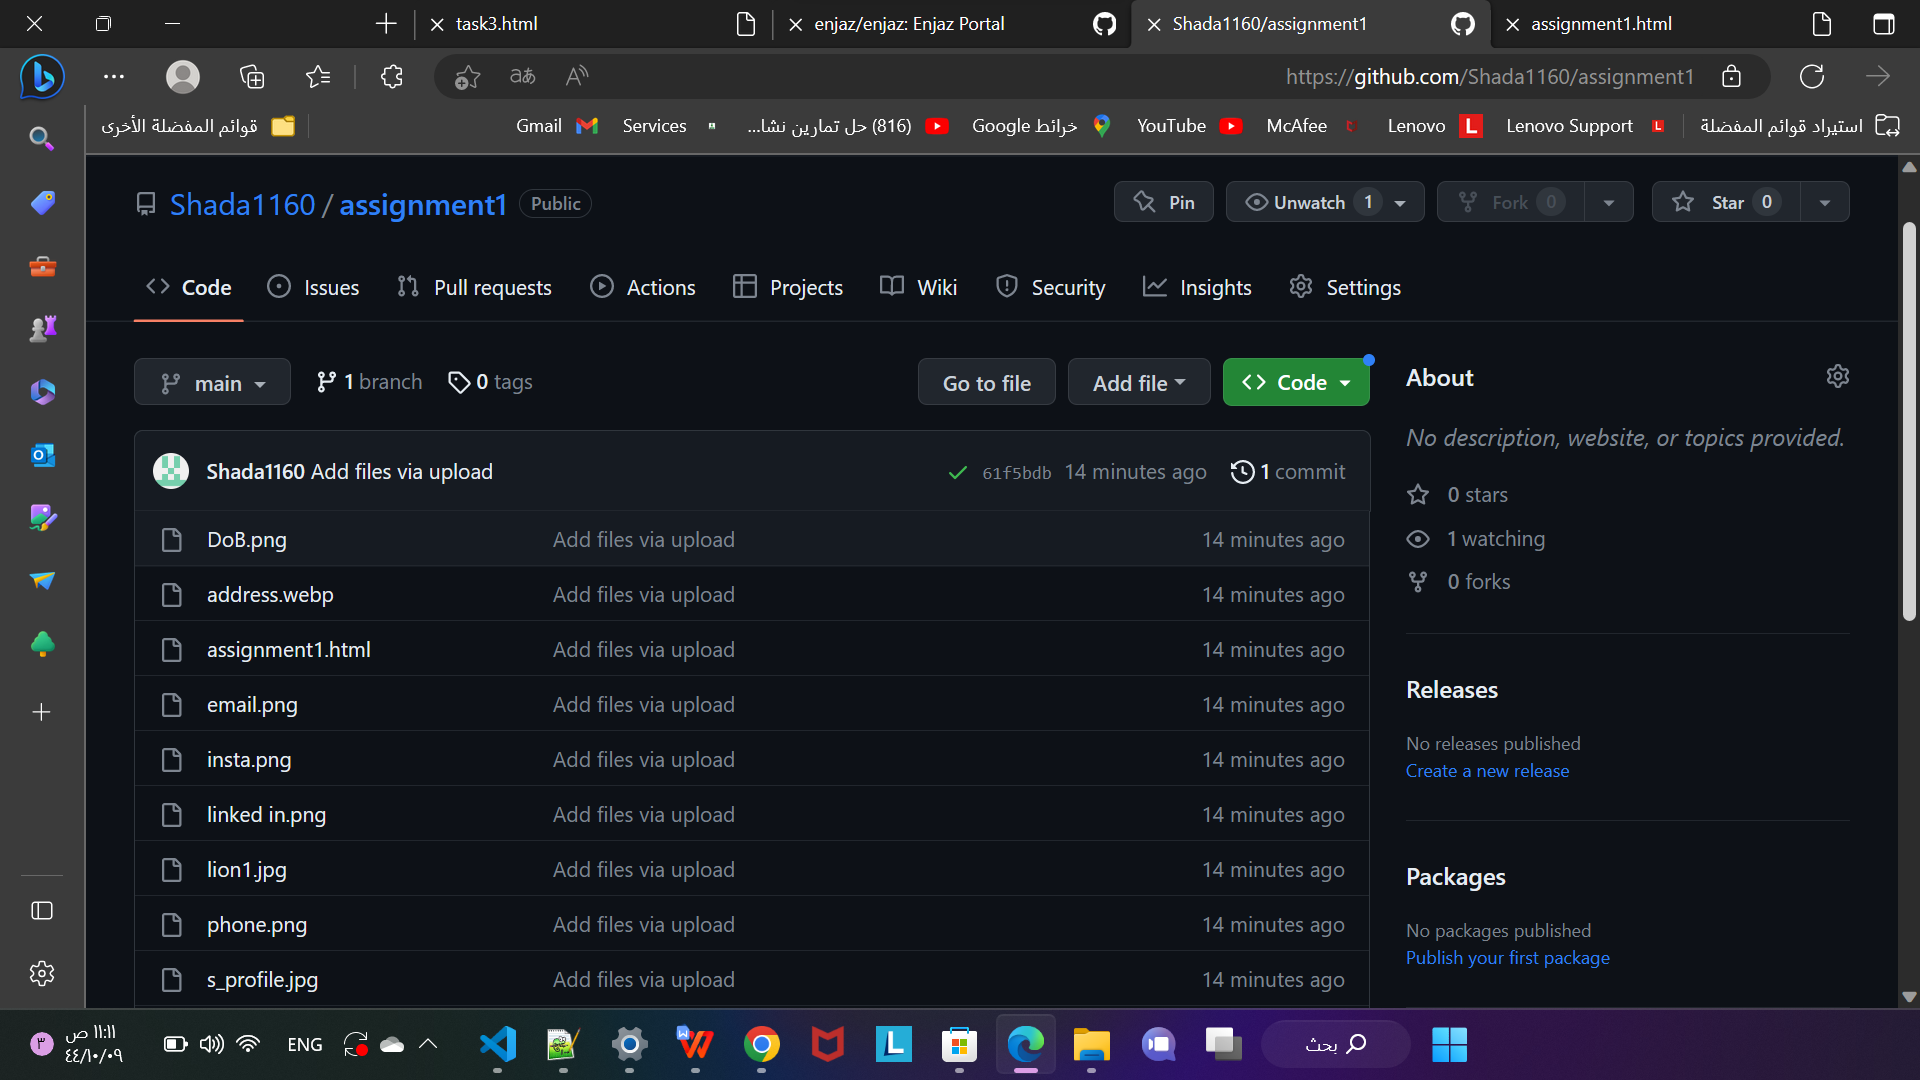 task3.html
enjaz/enjaz: Enjaz Portal
Shada1160/assignment1
assignment1.html
https://github.com/Shada1160/assignment1
قوائم المفضلة الأخرى
Gmail
Services
(816) حل تمارين نشا...
خرائط Google
YouTube
McAfee
Lenovo
Lenovo Support
استيراد قوائم المفضلة
Shada1160 / assignment1 Public
Pin
Unwatch 1
Fork 0
Star 0
Code
Issues
Pull requests
Actions
Projects
Wiki
Security
Insights
Settings
main
1 branch
0 tags
Go to file
Add file
Code
Shada1160 Add files via upload 61f5bdb 14 minutes ago 1 commit
DoB.png Add files via upload 14 minutes ago
address.webp Add files via upload 14 minutes ago
assignment1.html Add files via upload 14 minutes ago
email.png Add files via upload 14 minutes ago
insta.png Add files via upload 14 minutes ago
linked in.png Add files via upload 14 minutes ago
lion1.jpg Add files via upload 14 minutes ago
phone.png Add files via upload 14 minutes ago
s_profile.jpg Add files via upload 14 minutes ago
About
No description, website, or topics provided.
0 stars
1 watching
0 forks
Releases
No releases published
Create a new release
Packages
No packages published
Publish your first package
٣
١١:١١ ص
٤٤/١٠/٠٩
ENG
بحث